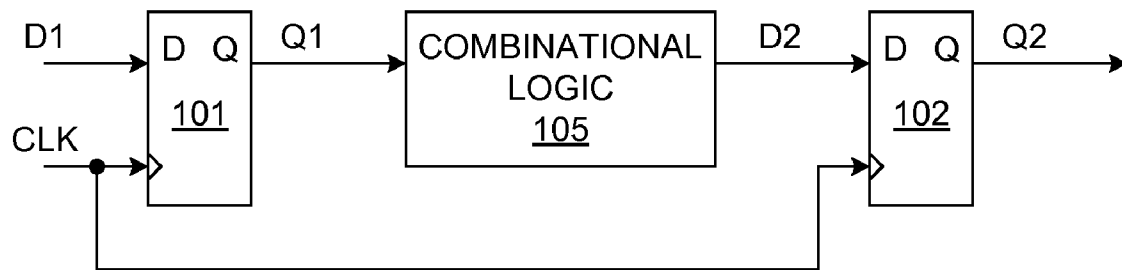 D1
D Q
101
CLK
Q1
COMBINATIONAL
LOGIC
105
D2
D Q
102
Q2